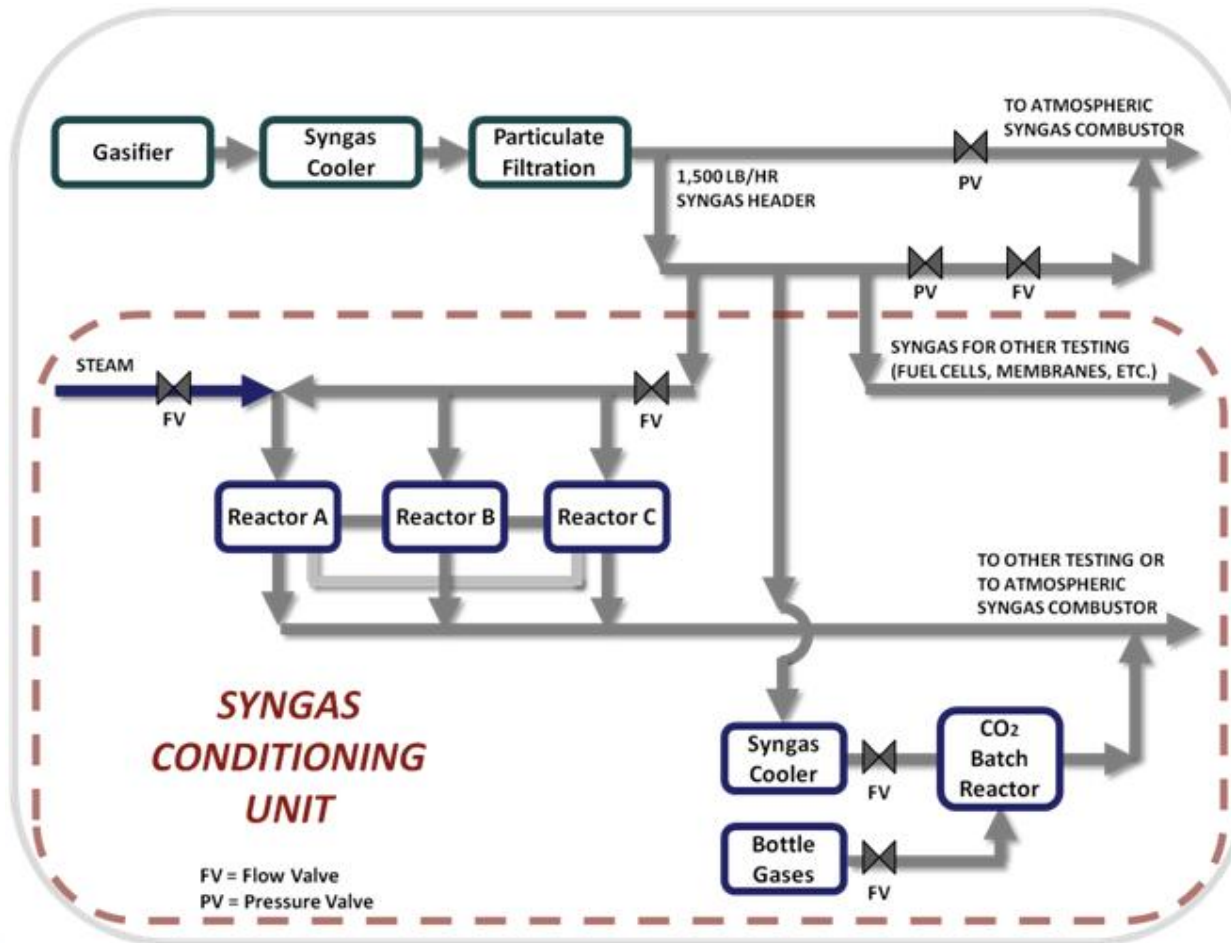 Gasifier
Syngas
Cooler
Particulate
Filtration
TO ATMOSPHERIC
SYNGAS COMBUSTOR
PV
1,500 LB/HR
SYNGAS HEADER
PV
FV
STEAM
FV
FV
SYNGAS FOR OTHER TESTING
(FUEL CELLS, MEMBRANES, ETC.)
Reactor A
Reactor B
Reactor C
TO OTHER TESTING OR
TO ATMOSPHERIC
SYNGAS COMBUSTOR
SYNGAS
CONDITIONING
UNIT
Syngas
Cooler
FV
CO2
Batch
Reactor
Bottle
Gases
FV
FV = Flow Valve
PV = Pressure Valve